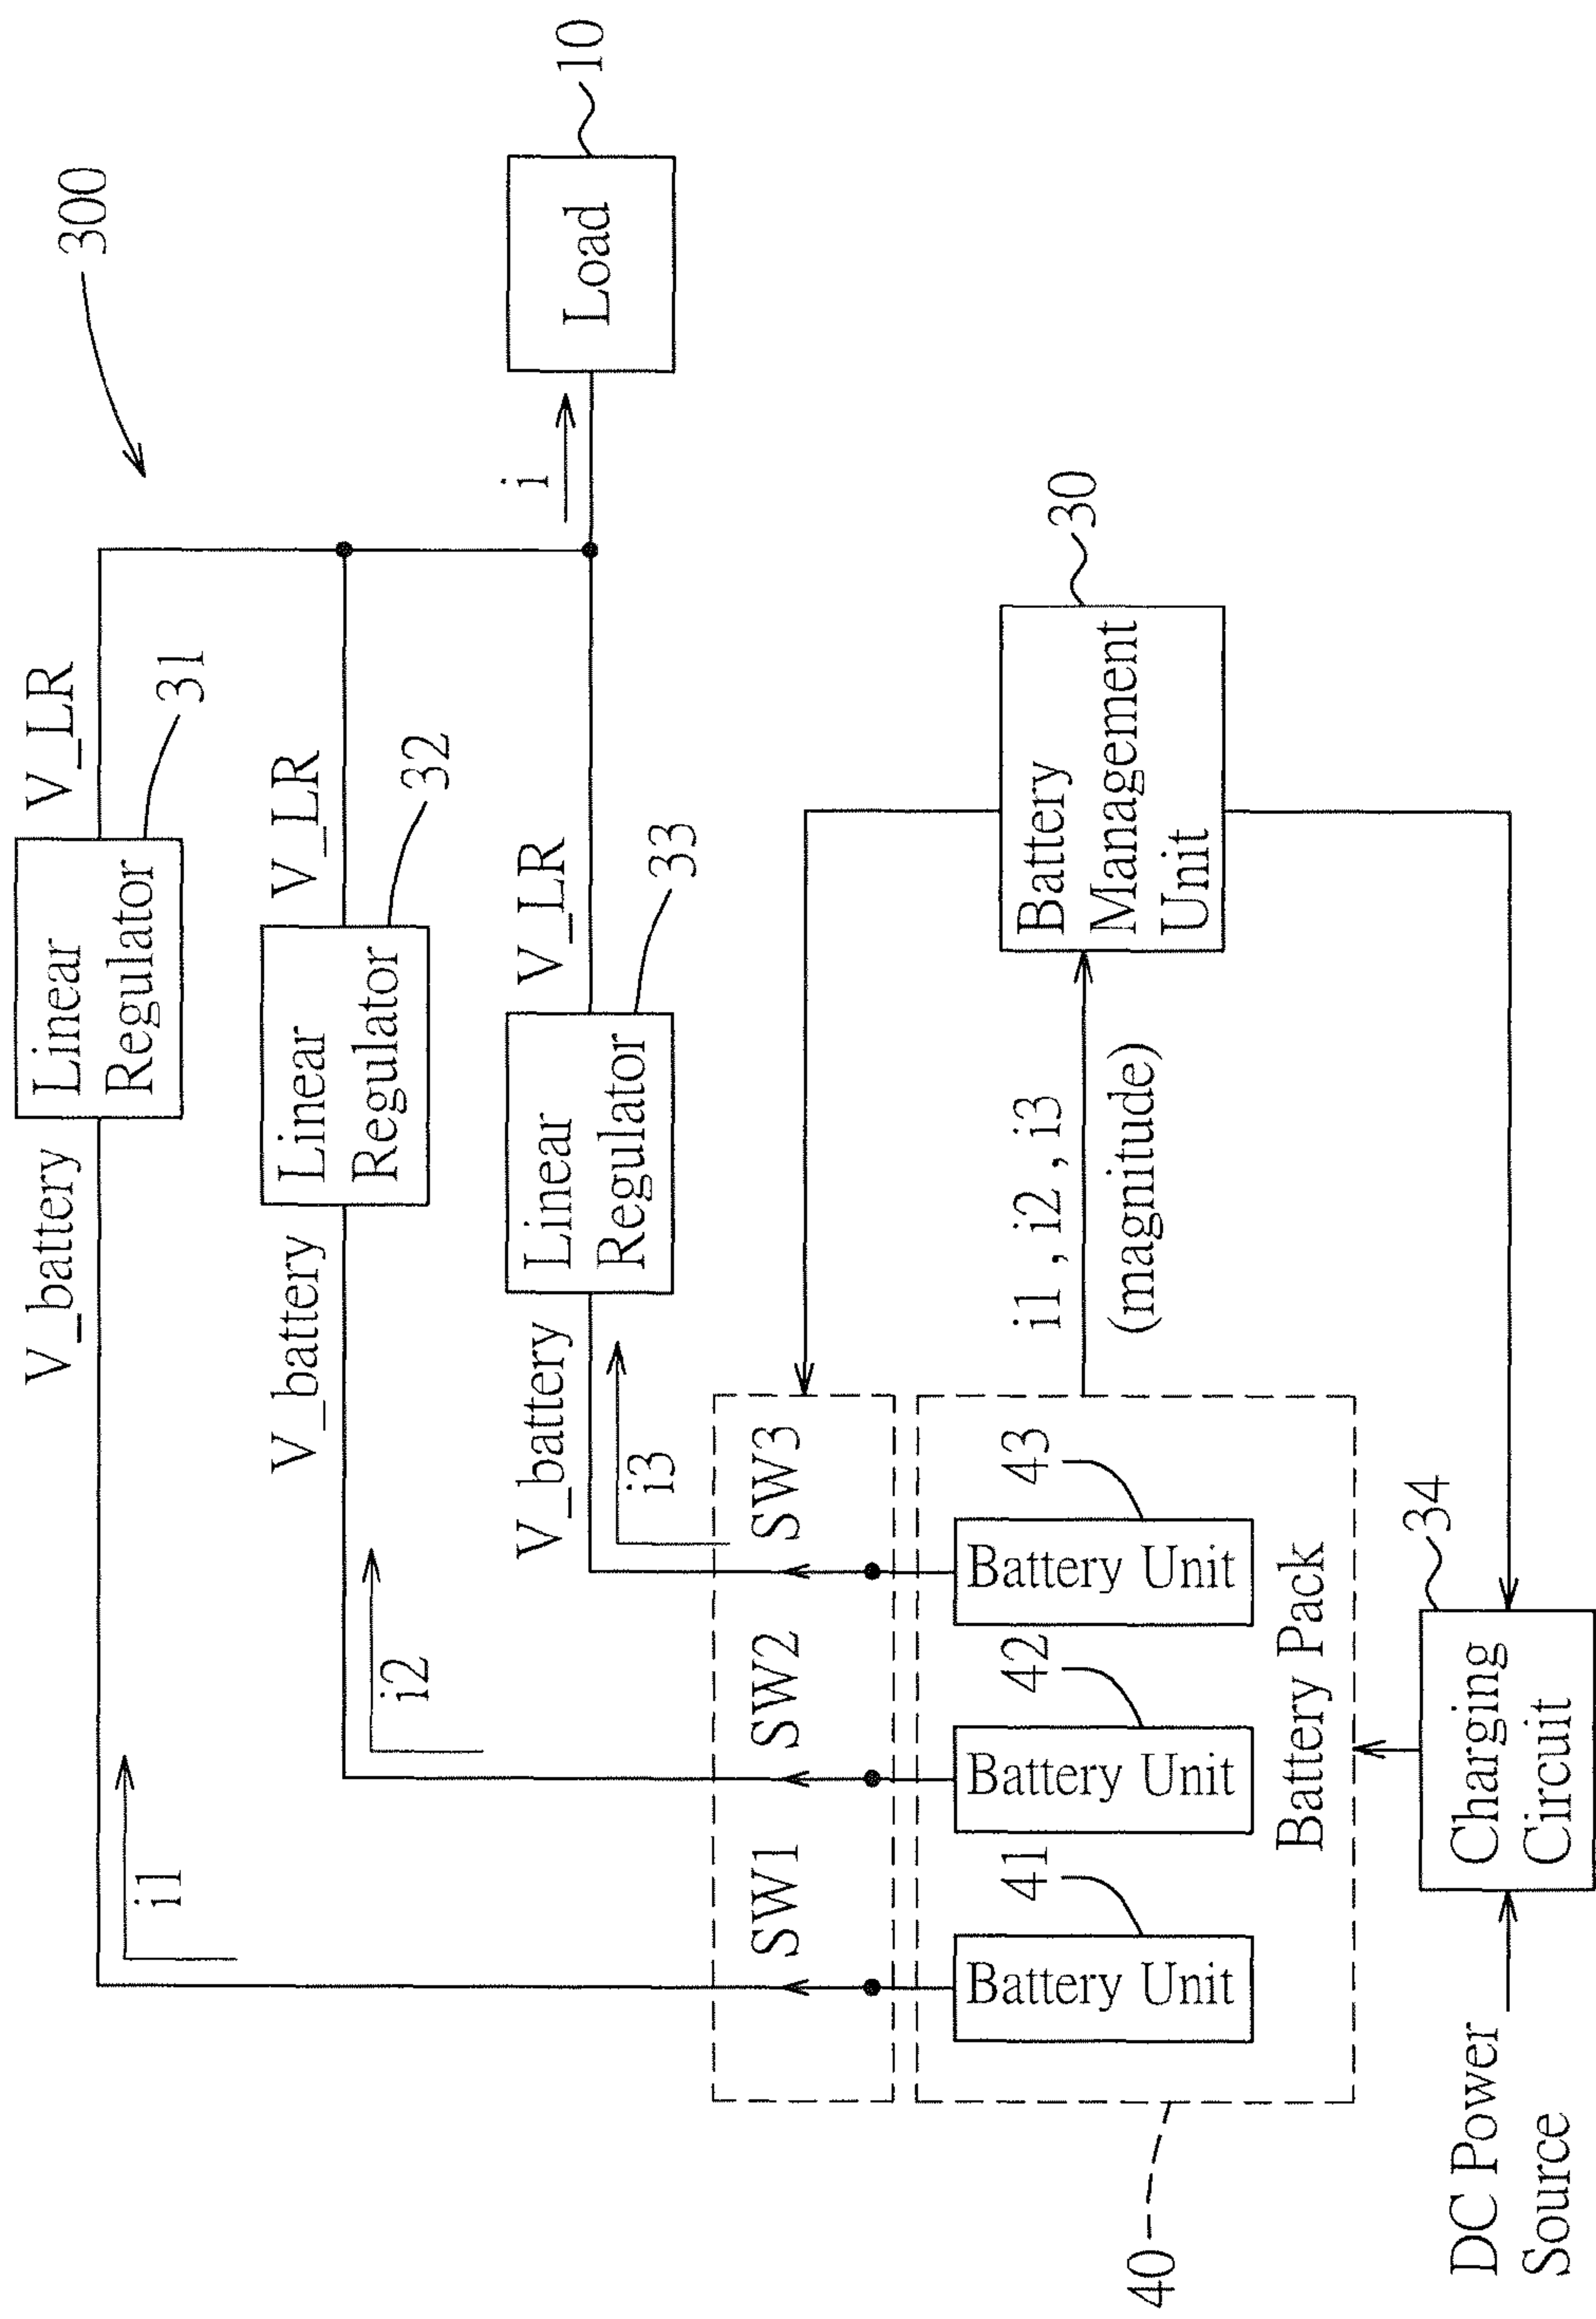 300
V_battery
Linear
Regulator
V_LR
31
i1
V_battery
Linear
Regulator
V_LR
32
i2
V_battery
Linear
Regulator
V_LR
33
i3
i
Load
10
SW1
SW2
SW3
41
42
43
Battery Unit
Battery Unit
Battery Unit
Battery Pack
40
i1 , i2 , i3
(magnitude)
Battery
Management
Unit
30
34
Charging
Circuit
DC Power
Source